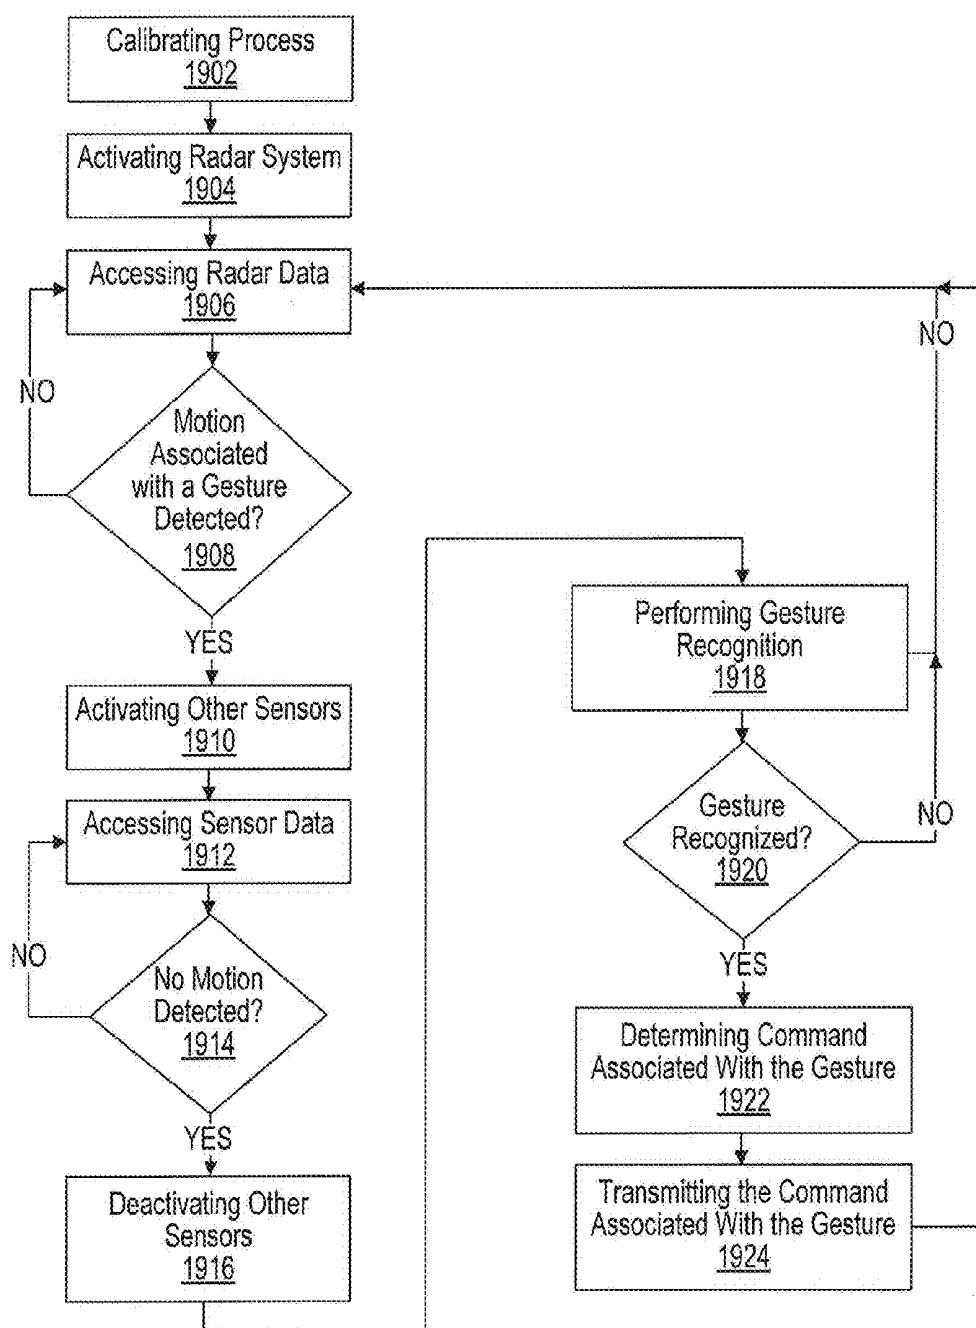 Calibrating Process
1902
Activating Radar System
1904
Accessing Radar Data
1906
NO
Motion
Associated
with a Gesture
Detected?
1908
YES
Activating Other Sensors
1910
Accessing Sensor Data
1912
NO
No Motion
Detected?
1914
YES
Deactivating Other
Sensors
1916
NO
Performing Gesture
Recognition
1918
Gesture
Recognized?
1920
NO
YES
Determining Command
Associated With the Gesture
1922
Transmitting the Command
Associated With the Gesture
1924